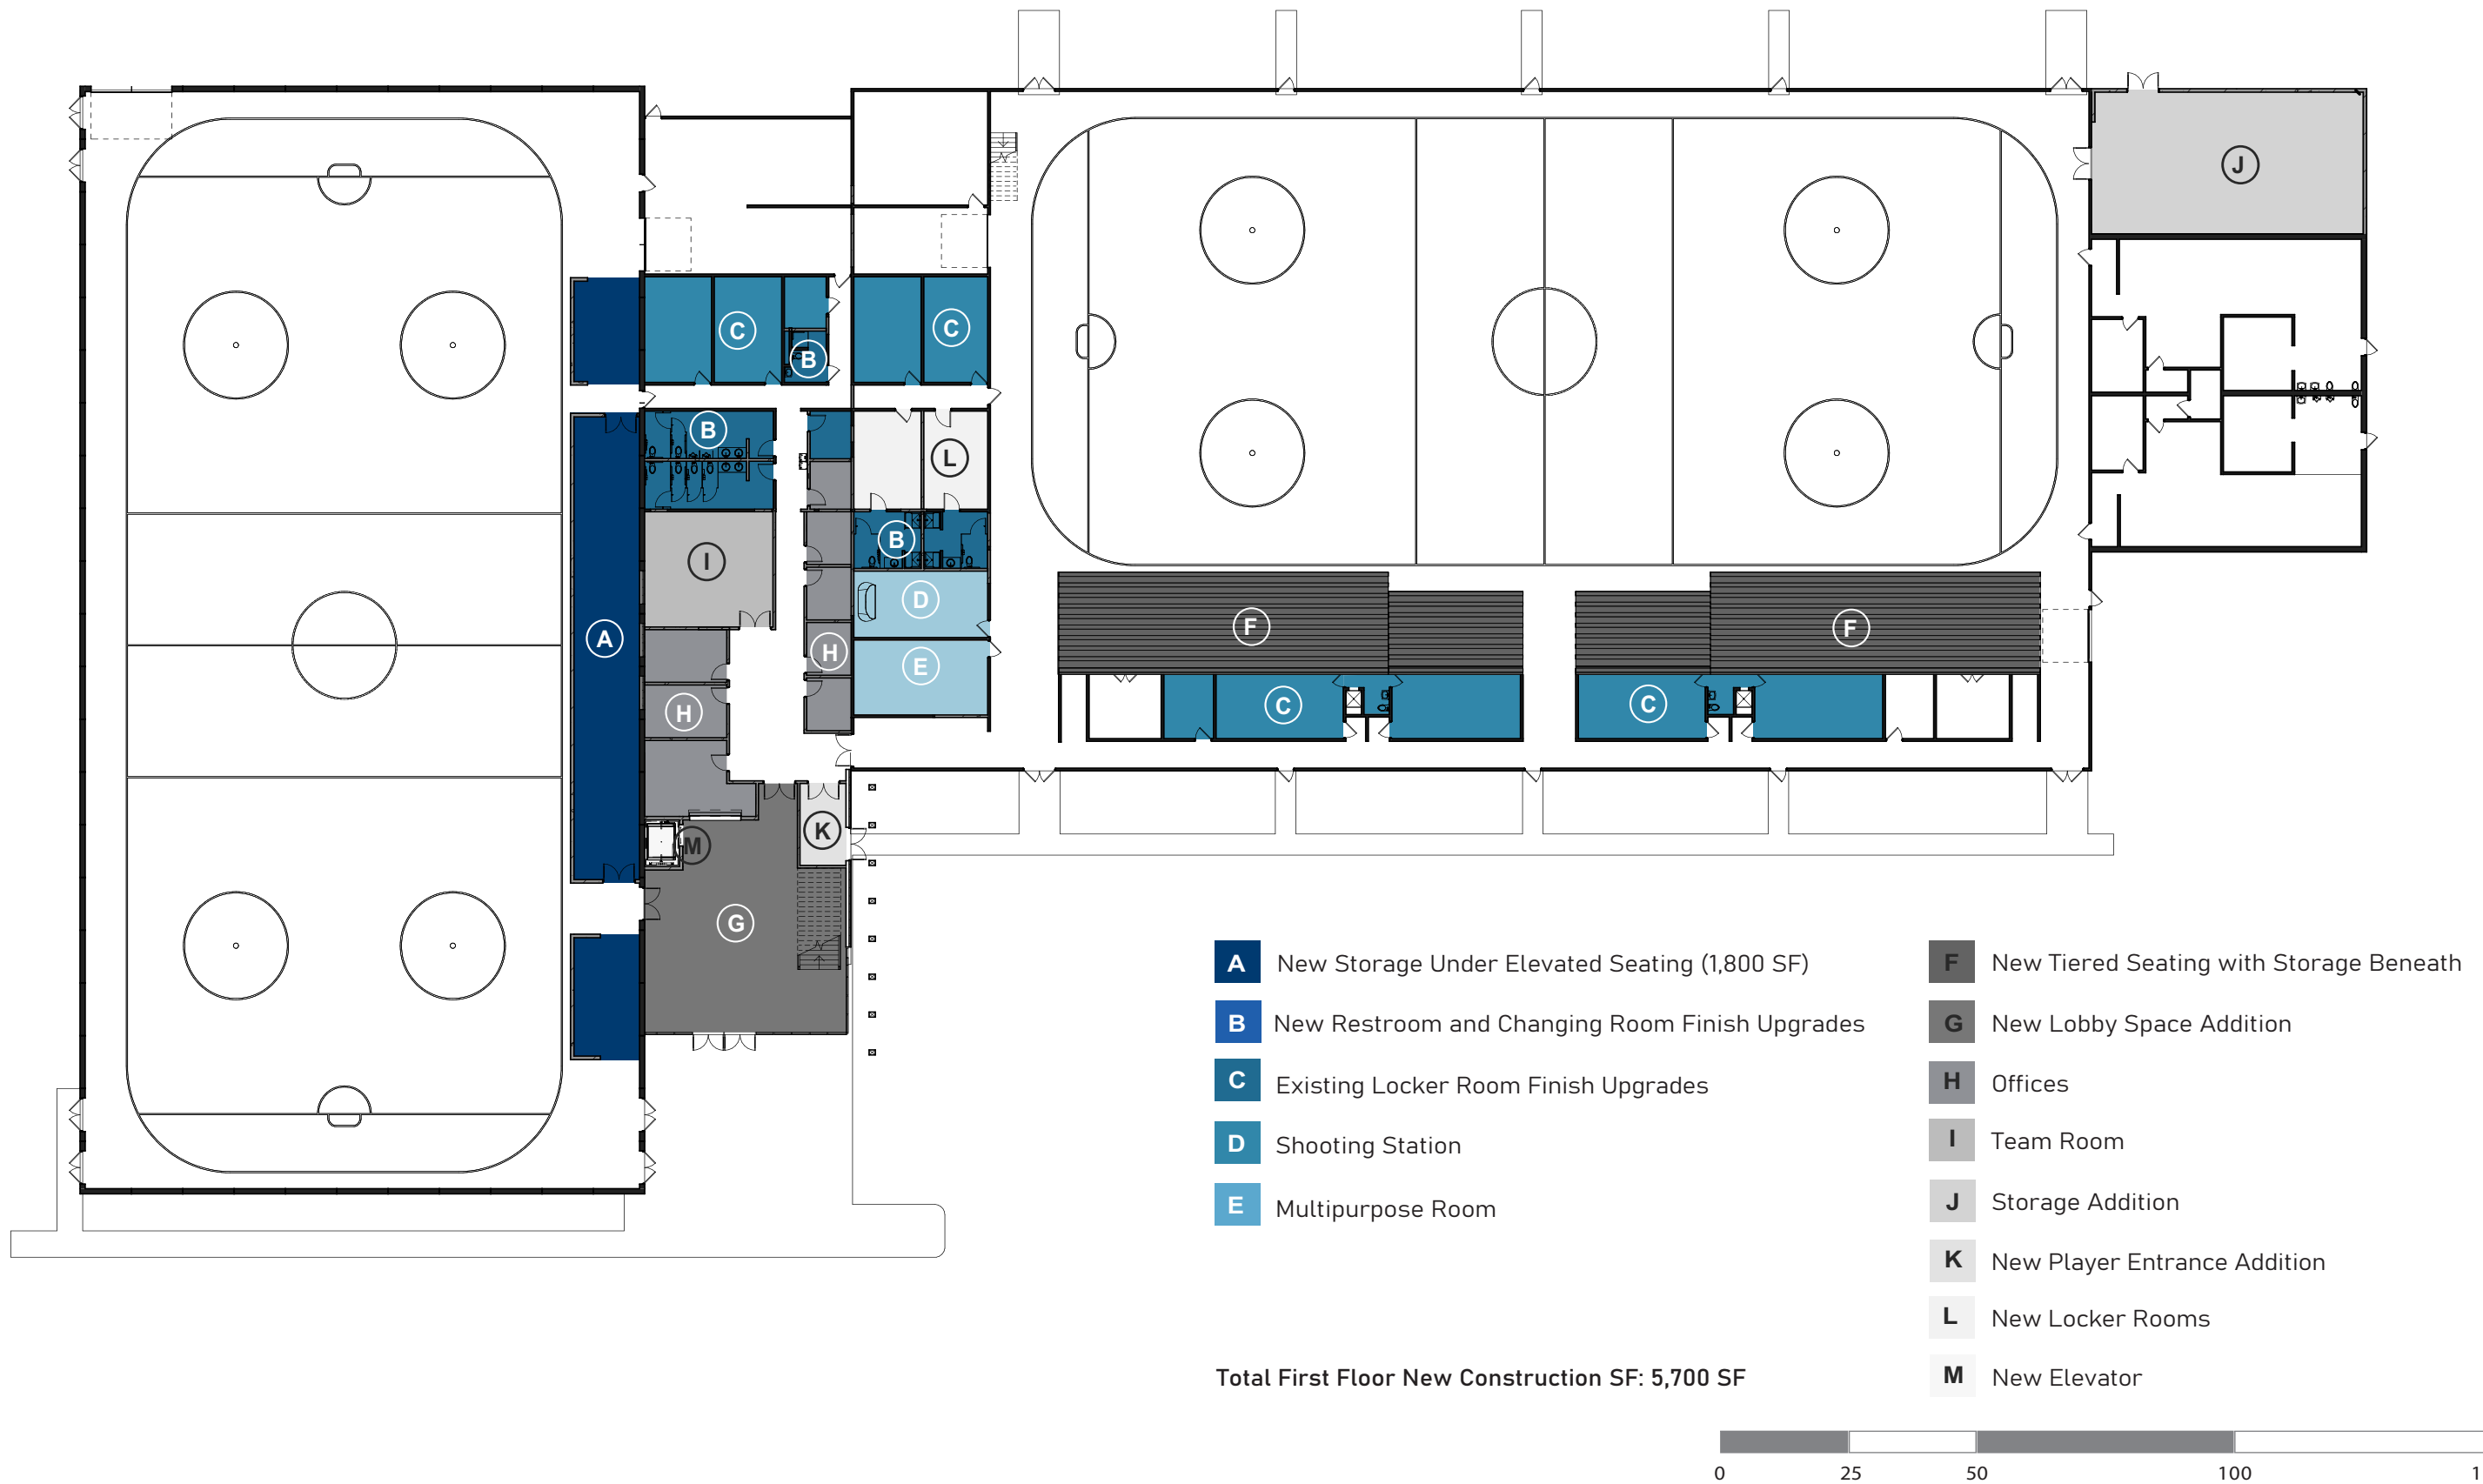 J
C
C
B
B
L
B
I
D
F
F
A
H
E
H
C
C
K
M
G
A New Storage Under Elevated Seating (1,800 SF)
B New Restroom and Changing Room Finish Upgrades
C Existing Locker Room Finish Upgrades
D Shooting Station
E Multipurpose Room
F New Tiered Seating with Storage Beneath
G New Lobby Space Addition
H Offices
I Team Room
J Storage Addition
K New Player Entrance Addition
L New Locker Rooms
M New Elevator
Total First Floor New Construction SF: 5,700 SF
0 25 50 100